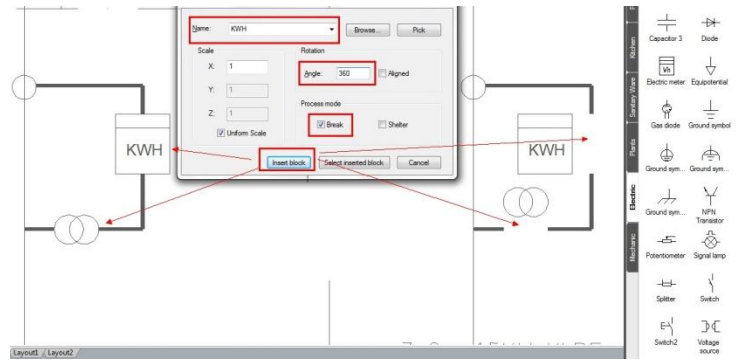 Name: KWH Browse... Pick
Scale
X: 1
Y: 1
Z: 1
Uniform Scale
Rotation
Angle: 360 Aligned
Process mode
Break Shelter
Insert block Select inserted block Cancel
KWH
KWH
Layout1 Layout2
Kitchen
Sanitary Ware
Plants
Electric
Mechanic
Capacitor 3 Diode
Electric meter Equipotential
Gas diode Ground symbol
Ground sym... Ground sym...
Ground sym... NPN Transistor
Potentiometer Signal lamp
Splitter Switch
Switch2 Voltage source